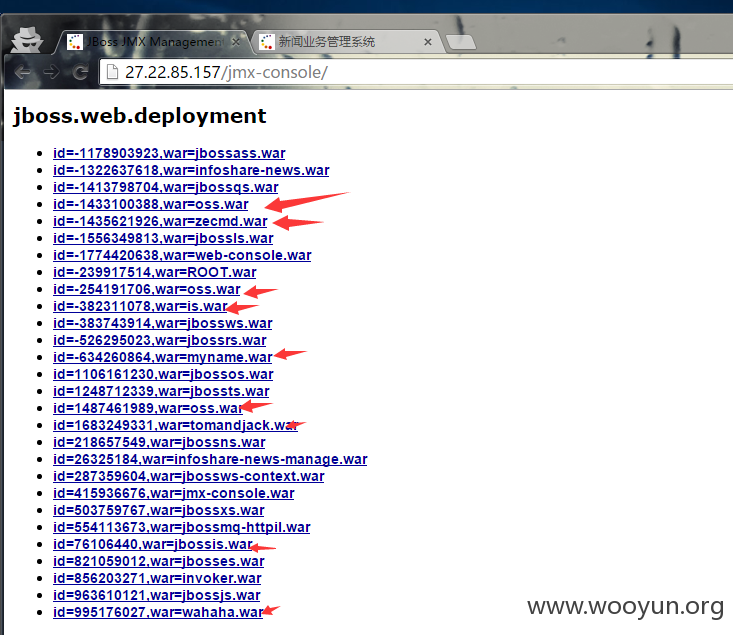 JBoss JMX Management
新闻业务管理系统
27.22.85.157/jmx-console/
jboss.web.deployment
id=-1178903923,war=jbossass.war
id=-1322637618,war=infoshare-news.war
id=-1413798704,war=jbossqs.war
id=-1433100388,war=oss.war
id=-1435621926,war=zecmd.war
id=-1556349813,war=jbossls.war
id=-1774420638,war=web-console.war
id=-239917514,war=ROOT.war
id=-254191706,war=oss.war
id=-382311078,war=is.war
id=-383743914,war=jbossws.war
id=-526295023,war=jbossrs.war
id=-634260864,war=myname.war
id=1106161230,war=jbossos.war
id=1248712339,war=jbossts.war
id=1487461989,war=oss.war
id=1683249331,war=tomandjack.war
id=218657549,war=jbossns.war
id=26325184,war=infoshare-news-manage.war
id=287359604,war=jbossws-context.war
id=415936676,war=jmx-console.war
id=503759767,war=jbossxs.war
id=554113673,war=jbossmq-httpil.war
id=76106440,war=jbossis.war
id=821059012,war=jbosses.war
id=856203271,war=invoker.war
id=963610121,war=jbossjs.war
id=995176027,war=wahaha.war
www.wooyun.org